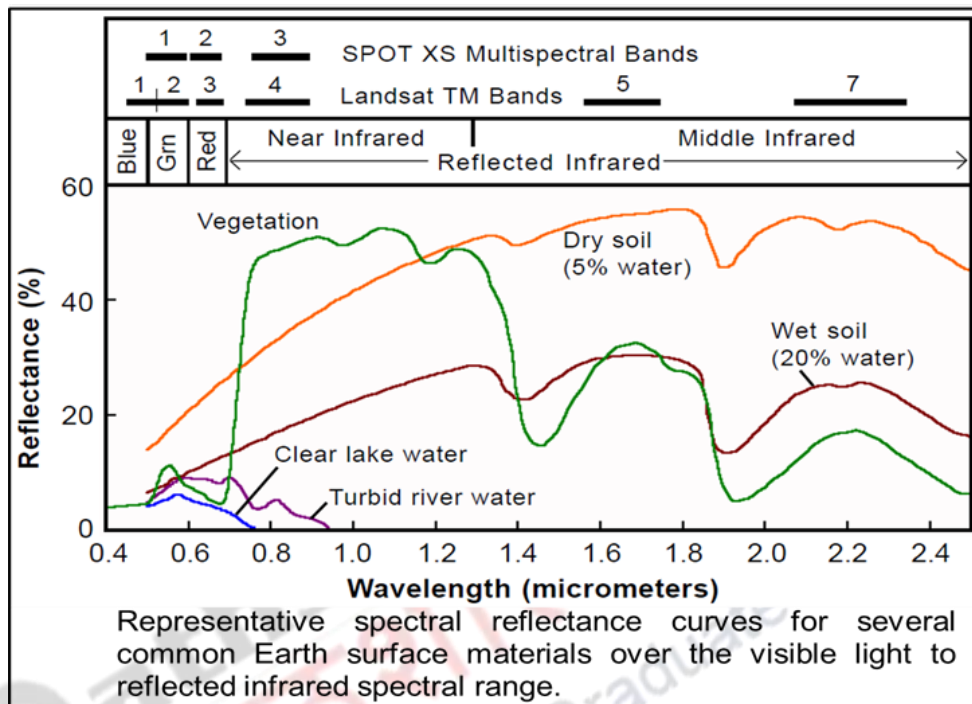 1 2 3 SPOT XS Multispectral Bands
1 2 3 4 Landsat TM Bands 5 7
Blue Grn Red Near Infrared Middle Infrared
Reflected Infrared
60
40
20
0
Reflectance (%)
Vegetation
Dry soil
(5% water)
Wet soil
(20% water)
Clear lake water
Turbid river water
0.4 0.6 0.8 1.0 1.2 1.4 1.6 1.8 2.0 2.2 2.4
Wavelength (micrometers)
Representative spectral reflectance curves for several
common Earth surface materials over the visible light to
reflected infrared spectral range.